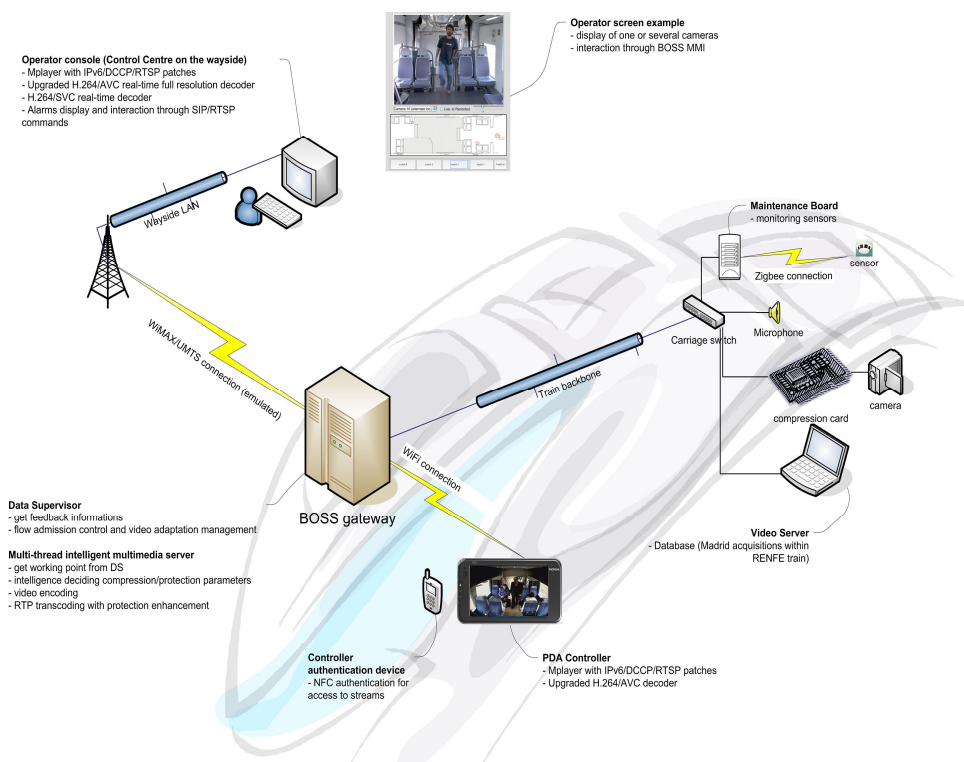 Operator screen example
- display of one or several cameras
- interaction through BOSS MMI
Operator console (Control Centre on the wayside)
- Mplayer with IPv6/DCCP/RTSP patches
- Upgraded H.264/AVC real-time full resolution decoder
- H.264/SVC real-time decoder
- Alarms display and interaction through SIP/RTSP
commands
Wayside LAN
Maintenance Board
- monitoring sensors
sensor
Zigbee connection
Carriage switch
Microphone
WiMAX/UMTS connection (emulated)
Train backbone
camera
compression card
WiFi connection
BOSS gateway
Data Supervisor
- get feedback informations
- flow admission control and video adaptation management
Multi-thread intelligent multimedia server
- get working point from DS
- intelligence deciding compression/protection parameters
- video encoding
- RTP transcoding with protection enhancement
Video Server
- Database (Madrid acquisitions within
RENFE train)
NOKIA
Controller
authentication device
- NFC authentication for
access to streams
PDA Controller
- Mplayer with IPv6/DCCP/RTSP patches
- Upgraded H.264/AVC decoder